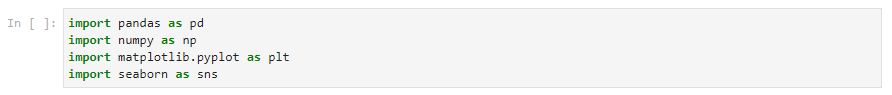 In [ ]: import pandas as pd
import numpy as np
import matplotlib.pyplot as plt
import seaborn as sns